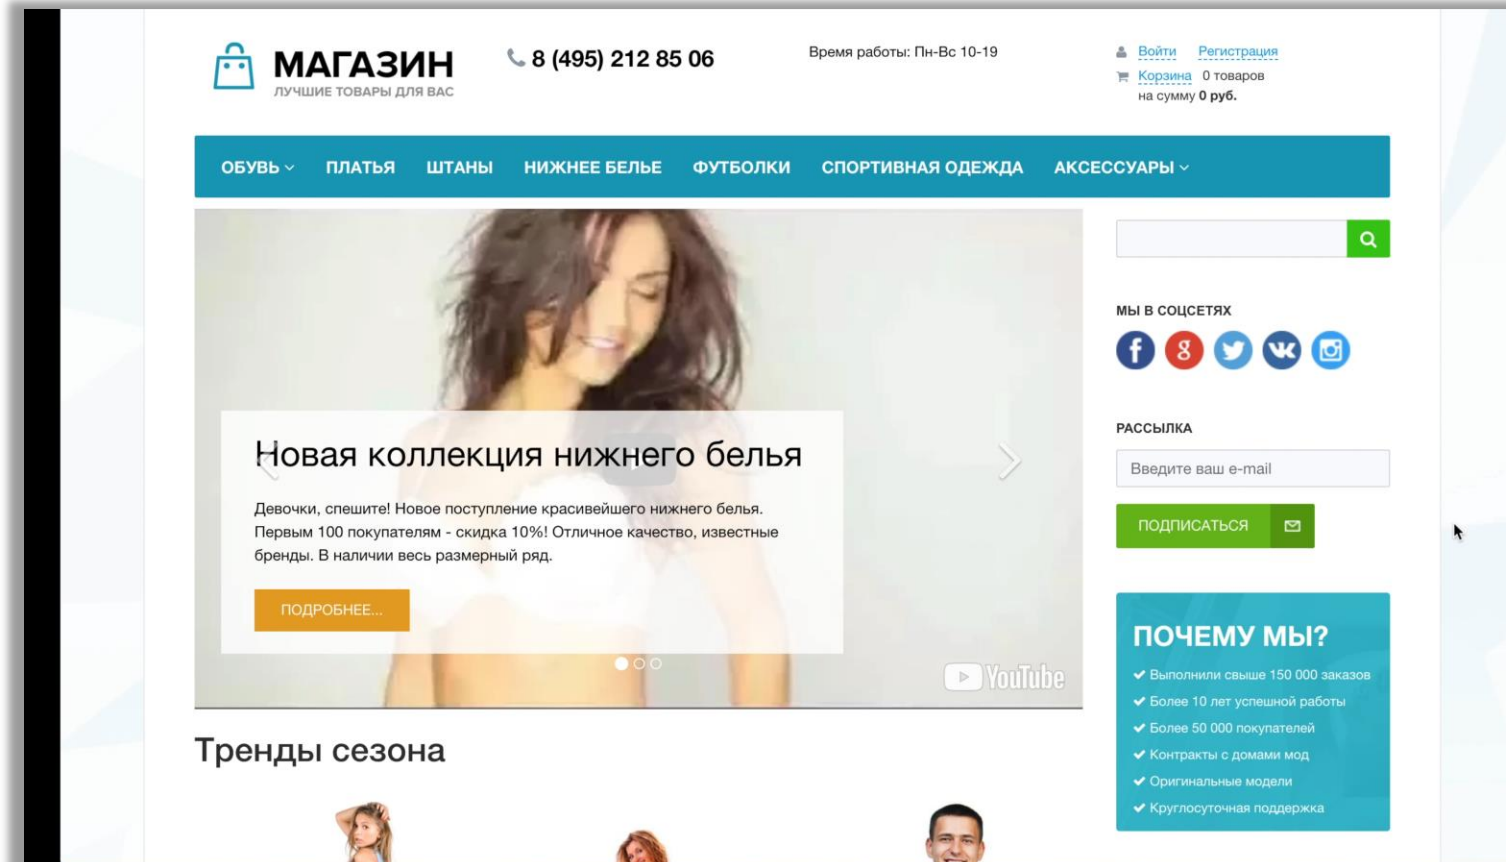 МАГАЗИН
ЛУЧШИЕ ТОВАРЫ ДЛЯ ВАС
8 (495) 212 85 06
Время работы: Пн-Вс 10-19
Войти Регистрация
Корзина 0 товаров
на сумму 0 руб.
ОБУВЬ ПЛАТЬЯ ШТАНЫ НИЖНЕЕ БЕЛЬЕ ФУТБОЛКИ СПОРТИВНАЯ ОДЕЖДА АКСЕССУАРЫ
Новая коллекция нижнего белья
Девочки, спешите! Новое поступление красивейшего нижнего белья.
Первым 100 покупателям - скидка 10%! Отличное качество, известные
бренды. В наличии весь размерный ряд.
ПОДРОБНЕЕ...
YouTube
МЫ В СОЦСЕТЯХ
РАССЫЛКА
Введите ваш e-mail
ПОДПИСАТЬСЯ
ПОЧЕМУ МЫ?
Выполнили свыше 150 000 заказов
Более 10 лет успешной работы
Более 50 000 покупателей
Контракты с домами мод
Оригинальные модели
Круглосуточная поддержка
Тренды сезона